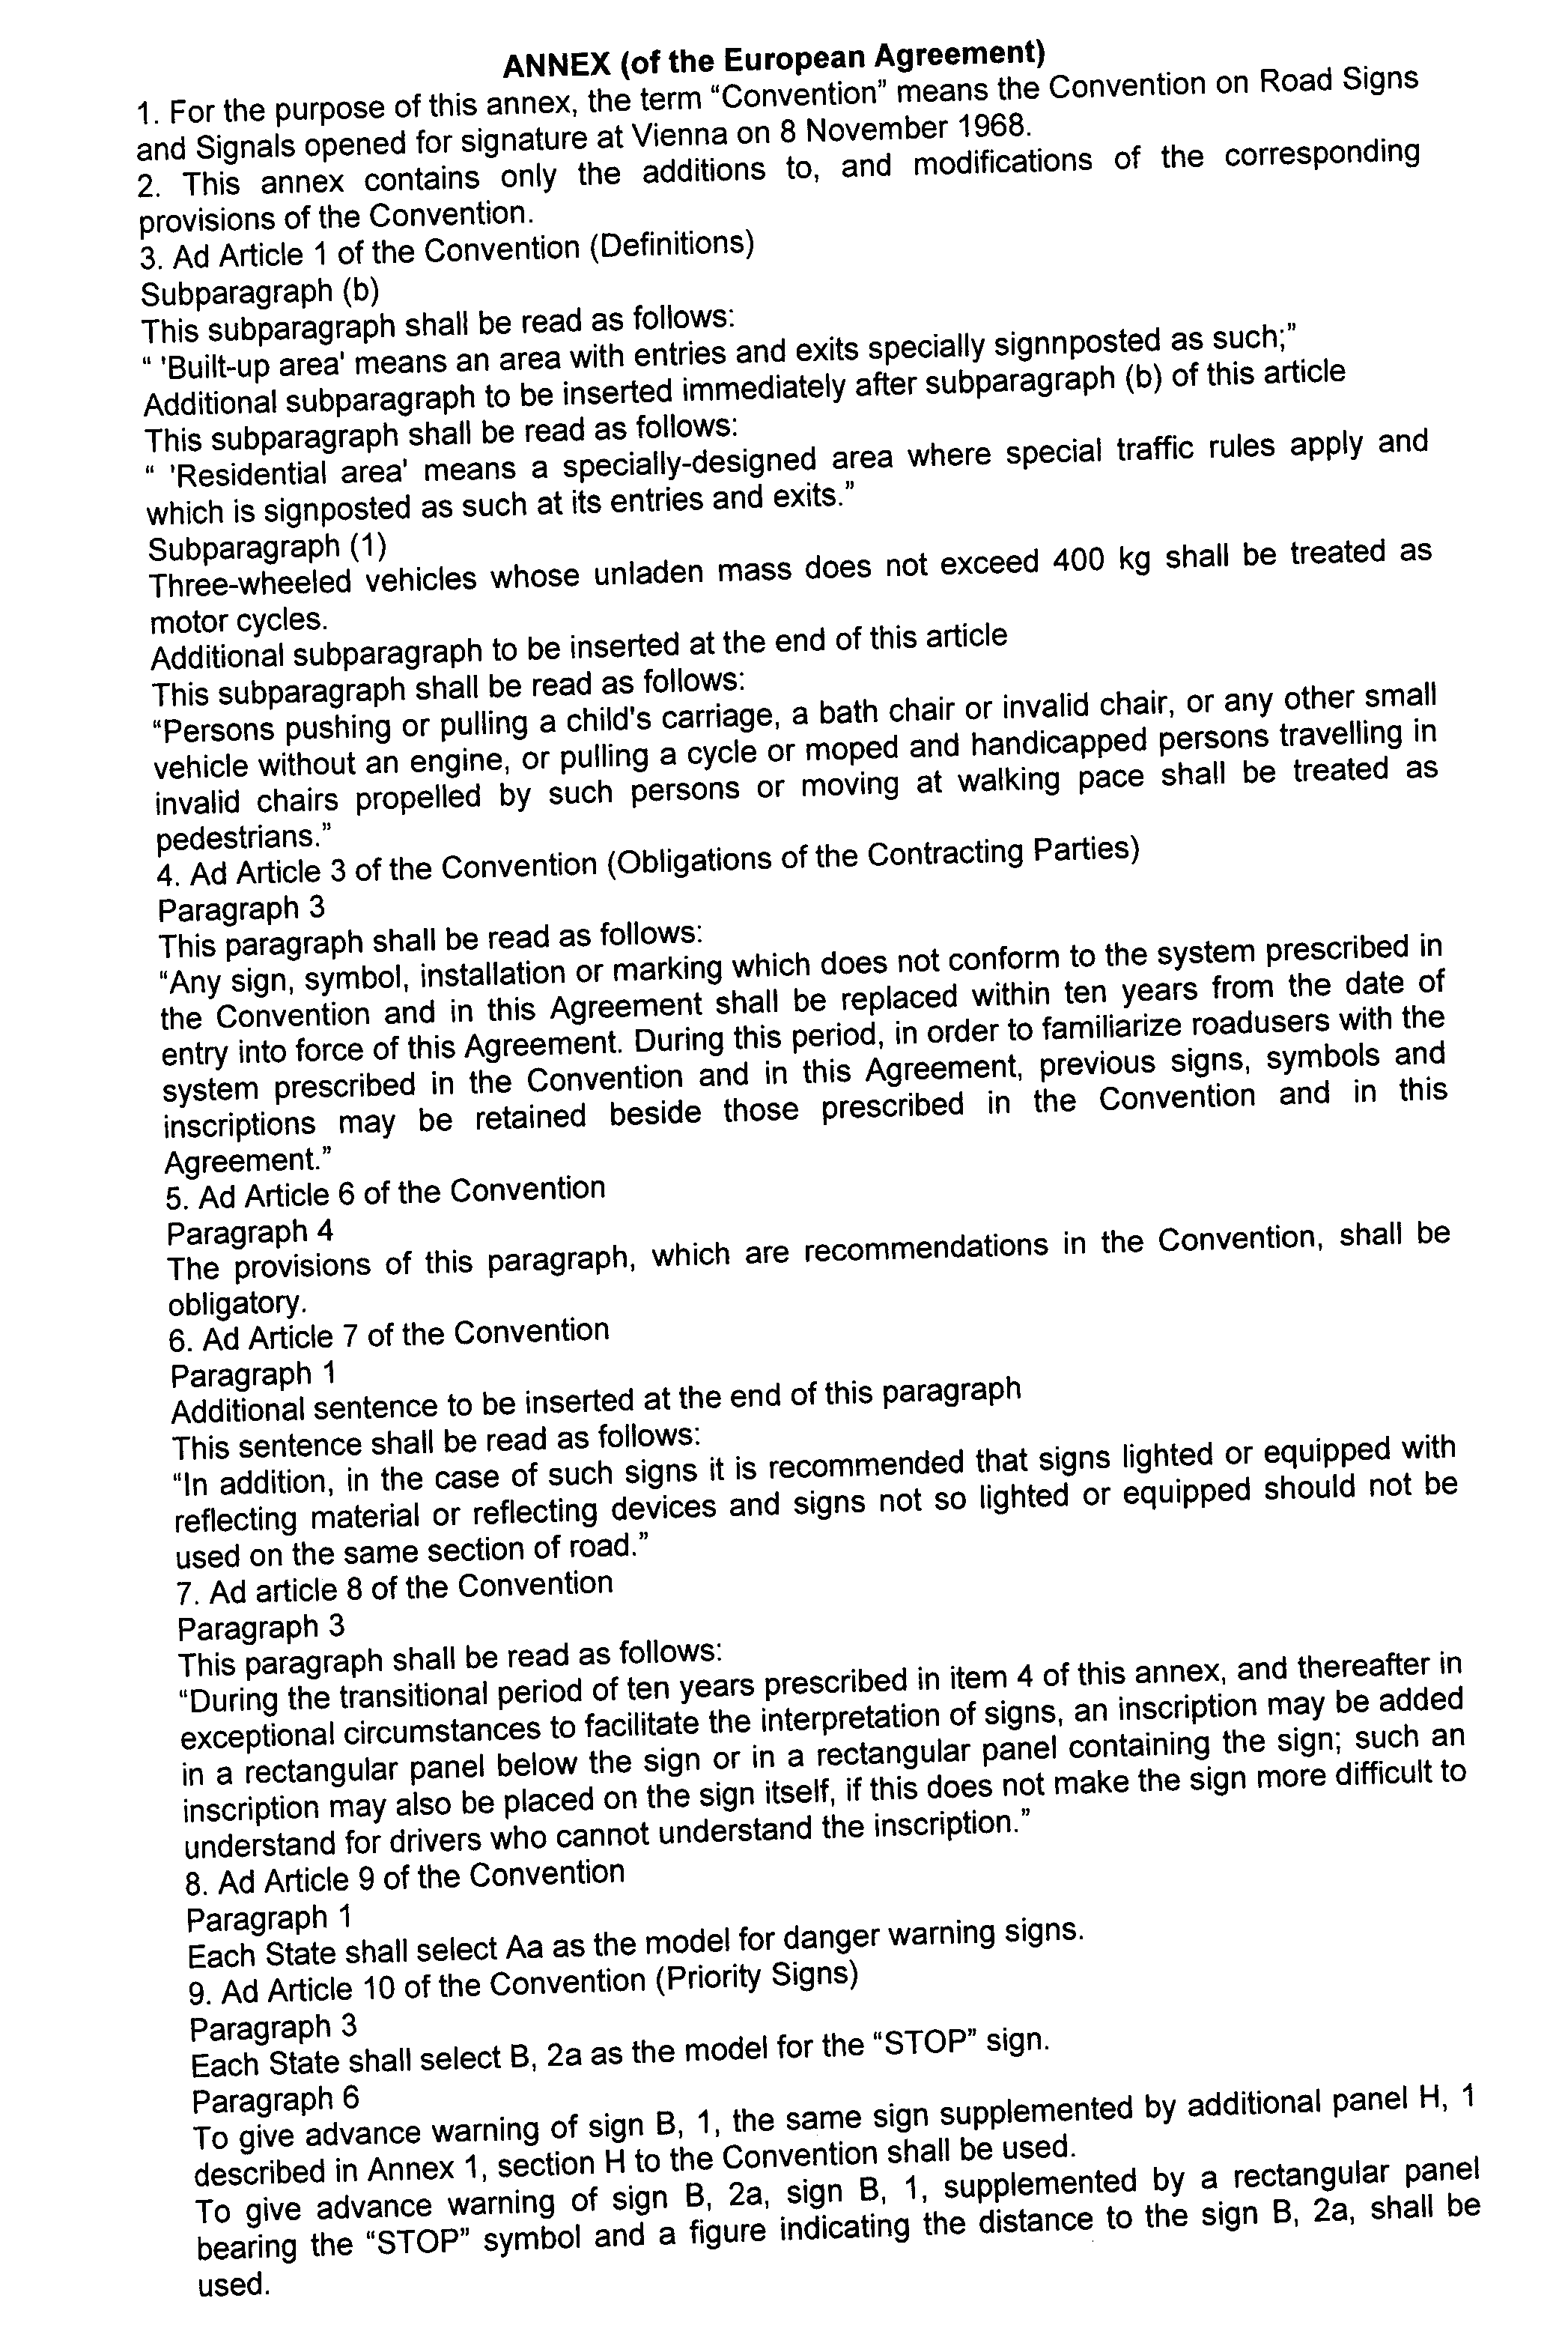 ANNEX (of the European Agreement)
1. For the purpose of this annex, the term “Convention” means the Convention on Road Signs
and Signals opened for signature at Vienna on 8 November 1968.
2. This annex contains only the additions to, and modifications of the corresponding
provisions of the Convention.
3. Ad Article 1 of the Convention (Definitions)
Subparagraph (b)
This subparagraph shall be read as follows:
“ 'Built-up area' means an area with entries and exits specially signnposted as such;”
Additional subparagraph to be inserted immediately after subparagraph (b) of this article
This subparagraph shall be read as follows:
“ 'Residential area' means a specially-designed area where special traffic rules apply and
which is signposted as such at its entries and exits.”
Subparagraph (1)
Three-wheeled vehicles whose unladen mass does not exceed 400 kg shall be treated as
motor cycles.
Additional subparagraph to be inserted at the end of this article
This subparagraph shall be read as follows:
“Persons pushing or pulling a child's carriage, a bath chair or invalid chair, or any other small
vehicle without an engine, or pulling a cycle or moped and handicapped persons travelling in
invalid chairs propelled by such persons or moving at walking pace shall be treated as
pedestrians.”
4. Ad Article 3 of the Convention (Obligations of the Contracting Parties)
Paragraph 3
This paragraph shall be read as follows:
“Any sign, symbol, installation or marking which does not conform to the system prescribed in
the Convention and in this Agreement shall be replaced within ten years from the date of
entry into force of this Agreement. During this period, in order to familiarize roadusers with the
system prescribed in the Convention and in this Agreement, previous signs, symbols and
inscriptions may be retained beside those prescribed in the Convention and in this
Agreement.”
5. Ad Article 6 of the Convention
Paragraph 4
The provisions of this paragraph, which are recommendations in the Convention, shall be
obligatory.
6. Ad Article 7 of the Convention
Paragraph 1
Additional sentence to be inserted at the end of this paragraph
This sentence shall be read as follows:
“In addition, in the case of such signs it is recommended that signs lighted or equipped with
reflecting material or reflecting devices and signs not so lighted or equipped should not be
used on the same section of road.”
7. Ad article 8 of the Convention
Paragraph 3
This paragraph shall be read as follows:
“During the transitional period of ten years prescribed in item 4 of this annex, and thereafter in
exceptional circumstances to facilitate the interpretation of signs, an inscription may be added
in a rectangular panel below the sign or in a rectangular panel containing the sign; such an
inscription may also be placed on the sign itself, if this does not make the sign more difficult to
understand for drivers who cannot understand the inscription.”
8. Ad Article 9 of the Convention
Paragraph 1
Each State shall select Aa as the model for danger warning signs.
9. Ad Article 10 of the Convention (Priority Signs)
Paragraph 3
Each State shall select B, 2a as the model for the “STOP” sign.
Paragraph 6
To give advance warning of sign B, 1, the same sign supplemented by additional panel H, 1
described in Annex 1, section H to the Convention shall be used.
To give advance warning of sign B, 2a, sign B, 1, supplemented by a rectangular panel
bearing the “STOP” symbol and a figure indicating the distance to the sign B, 2a, shall be
used.